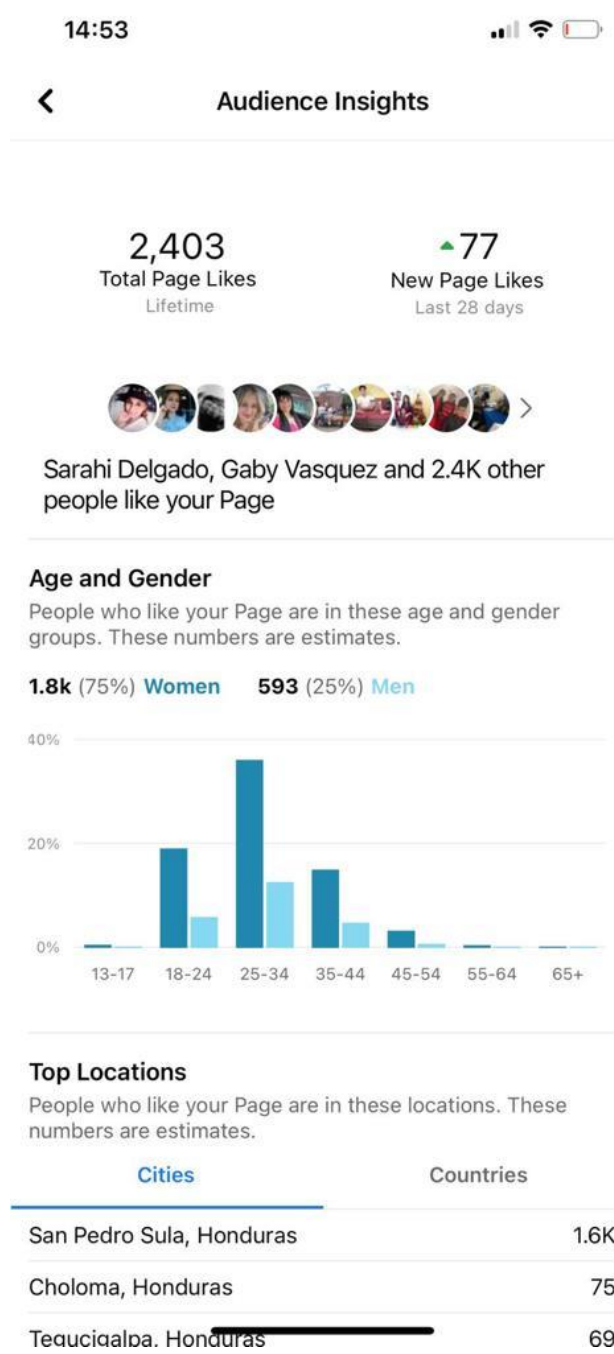 14:53
Audience Insights
2,403
Total Page Likes
Lifetime
77
New Page Likes
Last 28 days
Sarahi Delgado, Gaby Vasquez and 2.4K other
people like your Page
Age and Gender
People who like your Page are in these age and gender
groups. These numbers are estimates.
1.8k (75%) Women 593 (25%) Men
40%
20%
0%
13-17 18-24 25-34 35-44 45-54 55-64 65+
Top Locations
People who like your Page are in these locations. These
numbers are estimates.
Cities Countries
San Pedro Sula, Honduras 1.6K
Choloma, Honduras 75
Tegucigalpa, Honduras 69